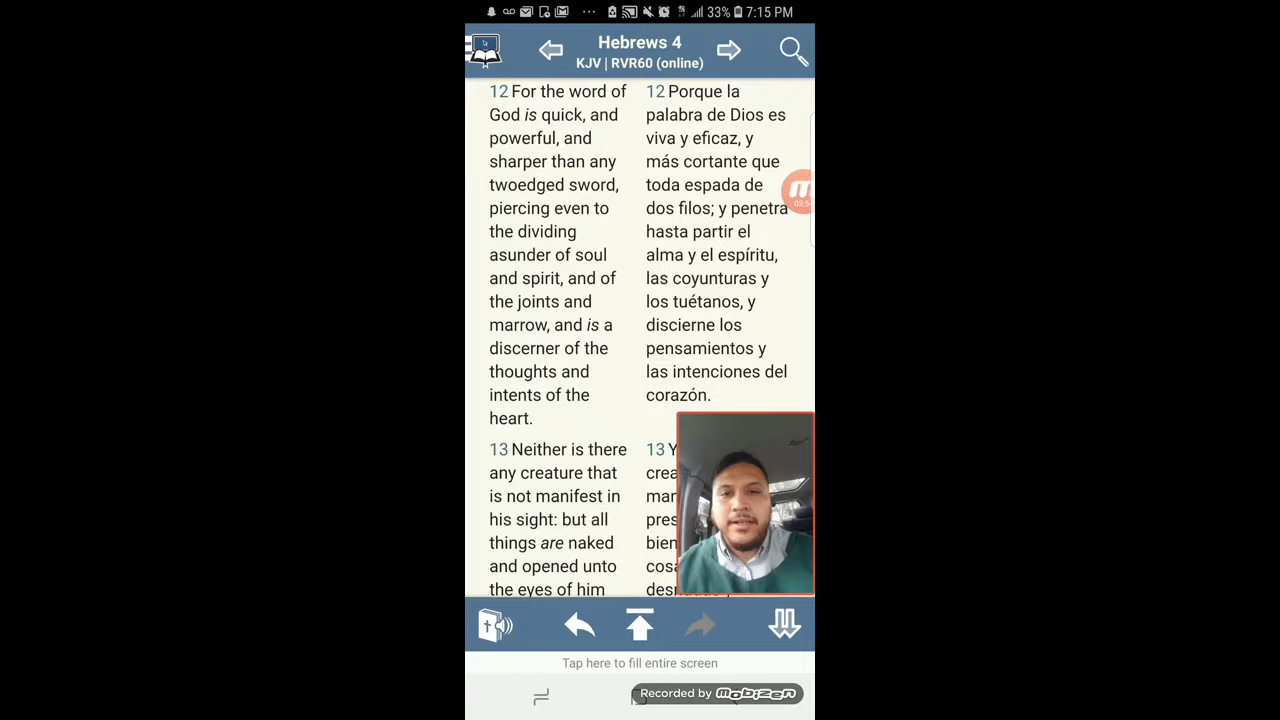 33% 7:15 PM
Hebrews 4
KJV | RVR60 (online)
12 For the word of
God is quick, and
powerful, and
sharper than any
twoedged sword,
piercing even to
the dividing
asunder of soul
and spirit, and of
the joints and
marrow, and is a
discerner of the
thoughts and
intents of the
heart.
13 Neither is there
any creature that
is not manifest in
his sight: but all
things are naked
and opened unto
the eyes of him
12 Porque la
palabra de Dios es
viva y eficaz, y
más cortante que
toda espada de
dos filos; y penetra
hasta partir el
alma y el espíritu,
las coyunturas y
los tuétanos, y
discierne los
pensamientos y
las intenciones del
corazón.
13 Y
crea
man
pres
bien
cosa
Tap here to fill entire screen
Recorded by mobizen